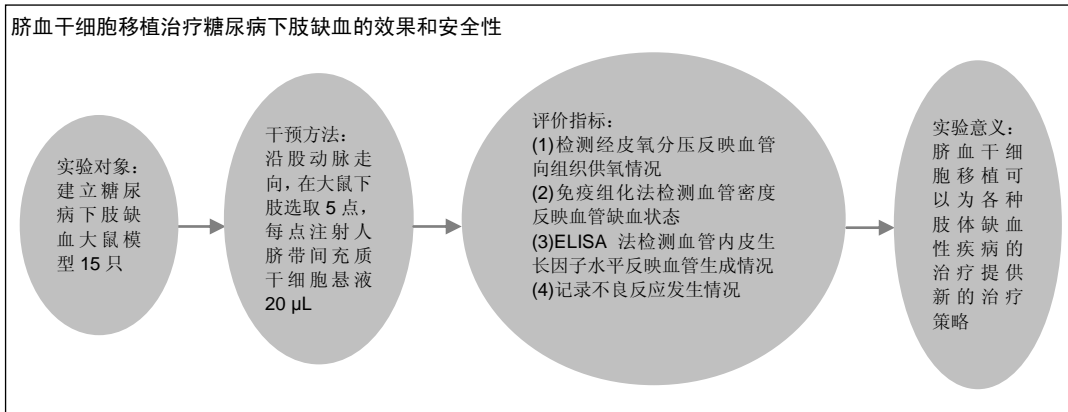 脐血干细胞移植治疗糖尿病下肢缺血的效果和安全性
实验对象：
建立糖尿
病下肢缺
血大鼠模
型 15 只
干预方法：
沿股动脉走
向，在大鼠下
肢选取 5 点，
每点注射人
脐带间充质
干细胞悬液
20 μL
评价指标：
(1)检测经皮氧分压反映血管
向组织供氧情况
(2)免疫组化法检测血管密度
反映血管缺血状态
(3)ELISA 法检测血管内皮生
长因子水平反映血管生成情况
(4)记录不良反应发生情况
实验意义：
脐血干细
胞移植可
以为各种
肢体缺血
性疾病的
治疗提供
新的治疗
策略